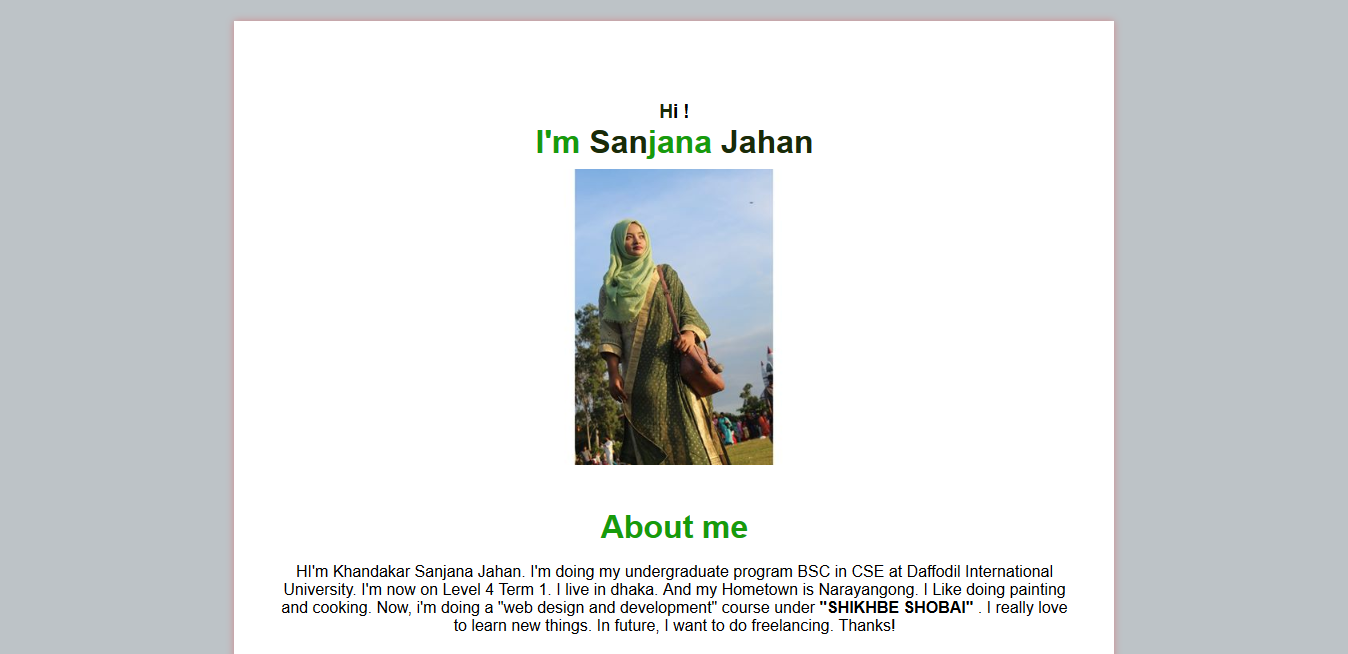 Hi !
I'm Sanjana Jahan
About me
HI'm Khandakar Sanjana Jahan. I'm doing my undergraduate program BSC in CSE at Daffodil International
University. I'm now on Level 4 Term 1. I live in dhaka. And my Hometown is Narayangong. I Like doing painting
and cooking. Now, i'm doing a "web design and development" course under "SHIKHBE SHOBAI" . I really love
to learn new things. In future, I want to do freelancing. Thanks!